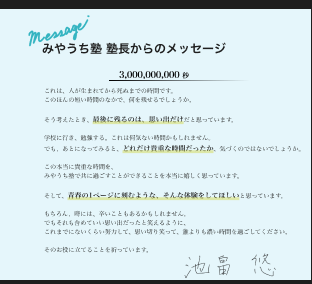 Message
みやうち塾 塾長からのメッセージ
3,000,000,000 秒
これは、人が生まれてから死ぬまでの時間です。
このほんの短い時間のなかで、何を残せるでしょうか。
そう考えたとき、最後に残るのは、思い出だけだと思っています。
学校に行き、勉強する。これは何気ない時間かもしれません。
でも、あとになってみると、どれだけ貴重な時間だったか、気づくのではないでしょうか。
この本当に貴重な時間を、
みやうち塾で共に過ごすことができることを本当に嬉しく思っています。
そして、青春の1ページに刻むような、そんな体験をしてほしいと思っています。
もちろん、時には、辛いこともあるかもしれません。
でもそれも含めていい思い出だったと笑えるように、
これまでにないくらい努力して、思い切り笑って、誰よりも濃い時間を過ごしてください。
そのお役に立てることを祈っています。
池畠 悠